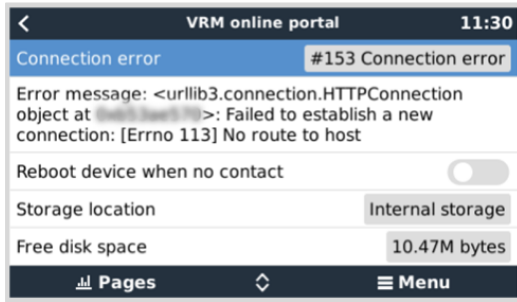 VRM online portal 11:30
Connection error #153 Connection error
Error message: <urllib3.connection.HTTPConnection
object at >: Failed to establish a new
connection: [Errno 113] No route to host
Reboot device when no contact
Storage location Internal storage
Free disk space 10.47M bytes
Pages Menu